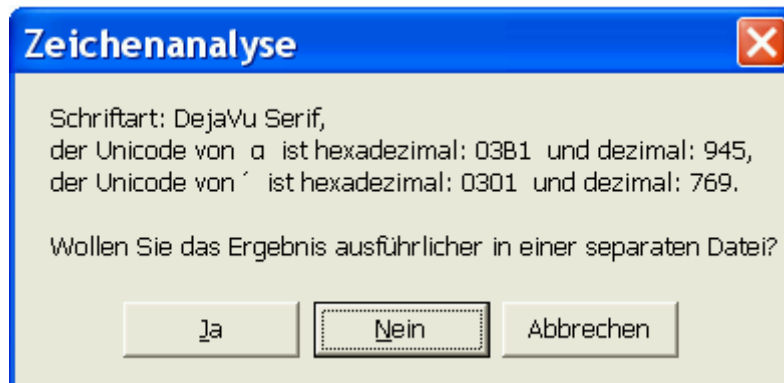 Zeichenanalyse
Schriftart: DejaVu Serif,
der Unicode von α ist hexadezimal: 03B1 und dezimal: 945,
der Unicode von ´ ist hexadezimal: 0301 und dezimal: 769.
Wollen Sie das Ergebnis ausführlicher in einer separaten Datei?
Ja Nein Abbrechen